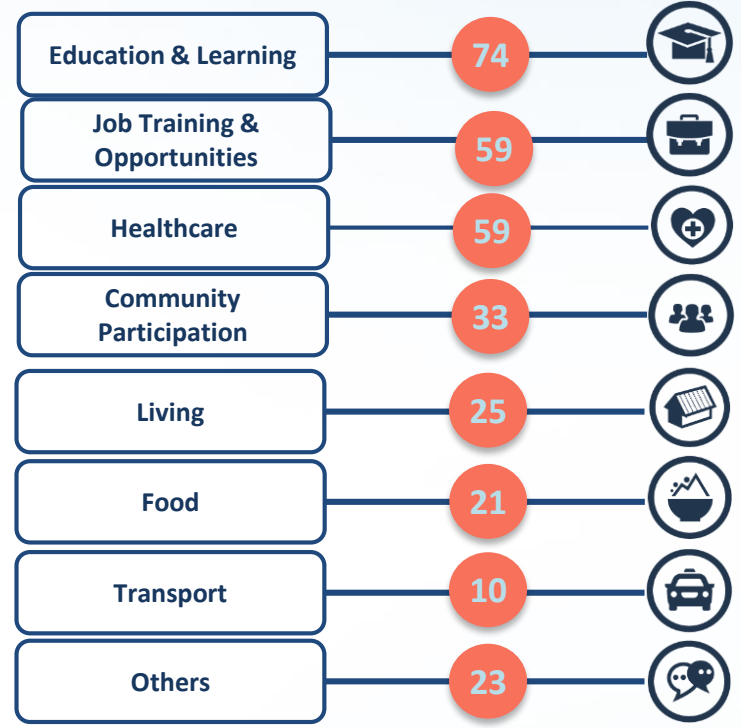 Education & Learning
74
Job Training &
Opportunities
59
Healthcare
59
Community
Participation
33
Living
25
Food
21
Transport
10
Others
23